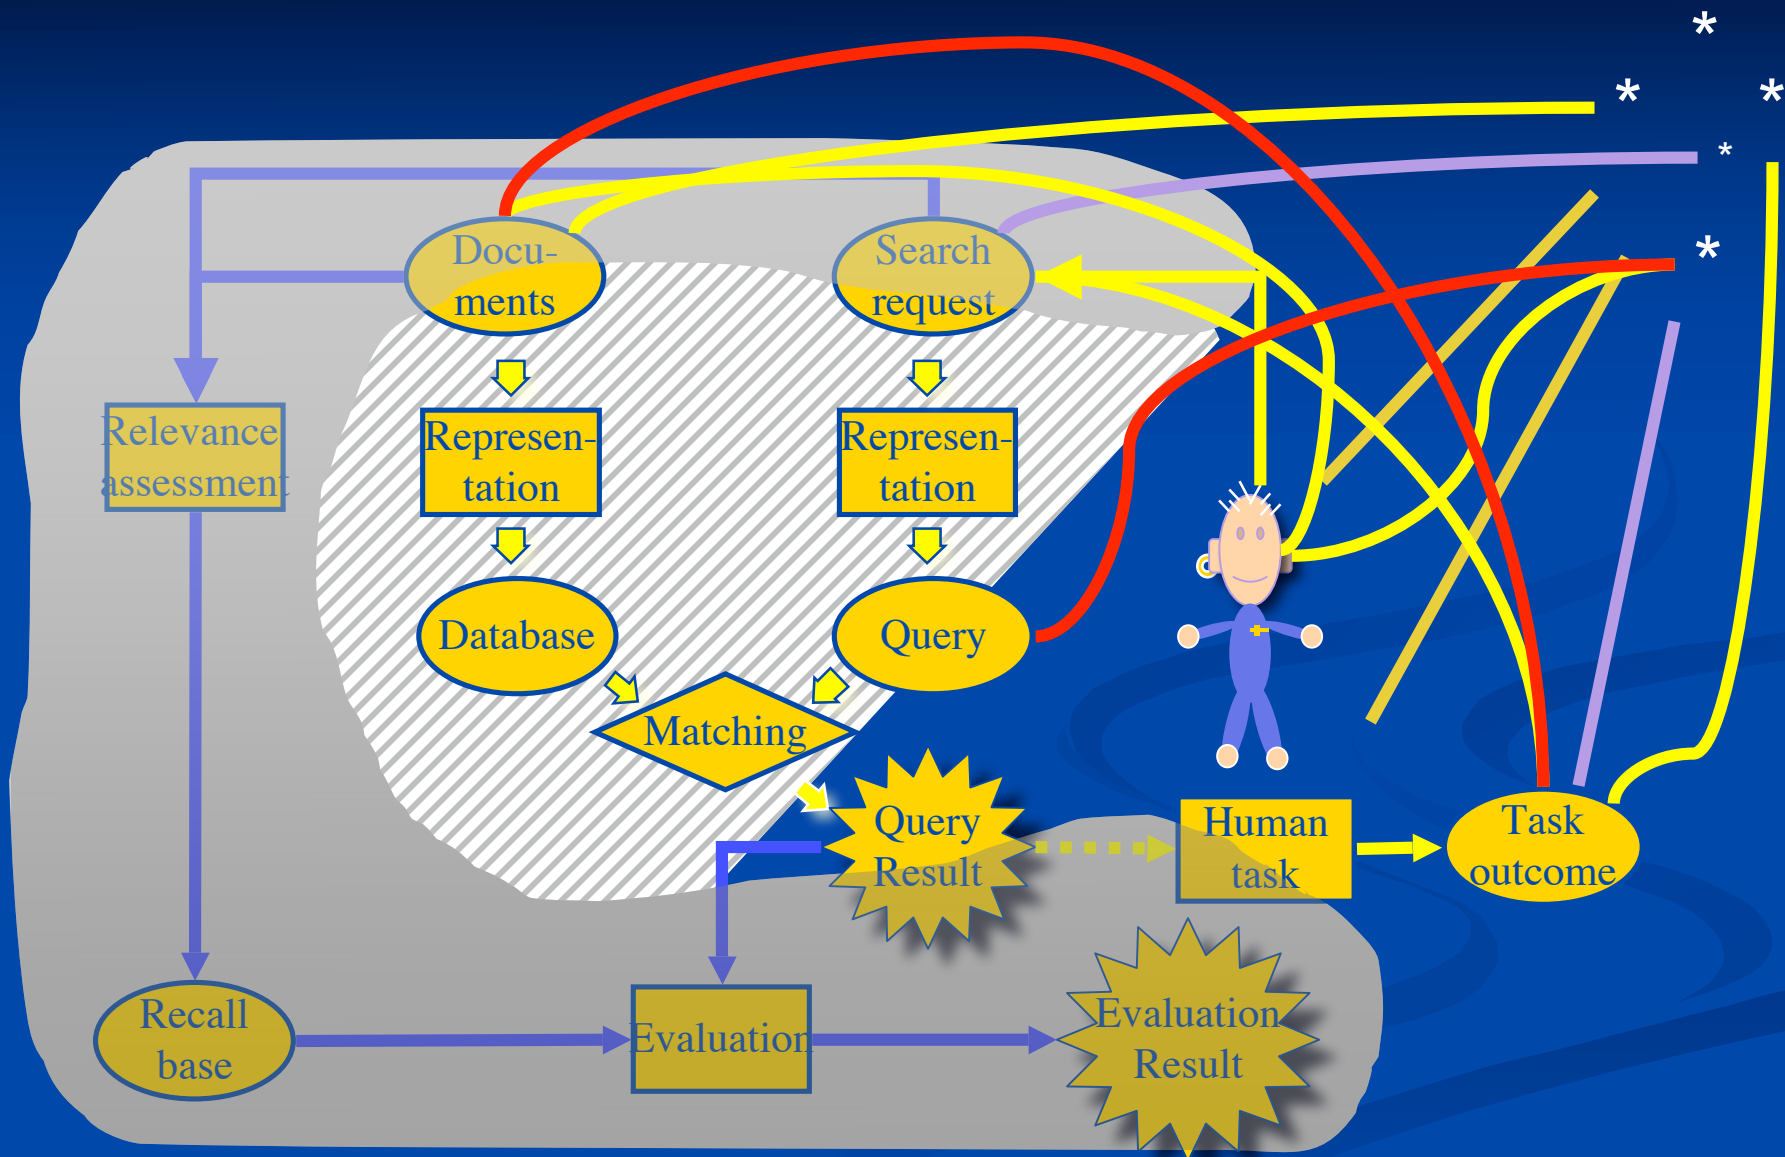 *
*
*
*
*
Docu-
ments
Search
request
Relevance
assessment
Represen-
tation
Represen-
tation
Database
Query
Matching
Query
Result
Human
task
Task
outcome
Recall
base
Evaluation
Evaluation
Result